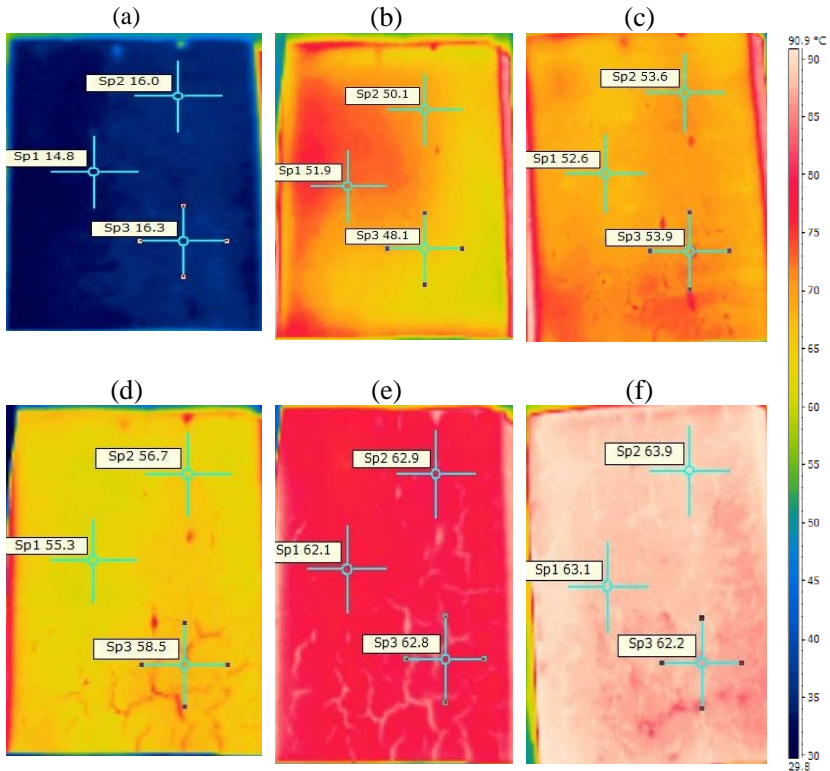 (a)
(b)
(c)
Sp2 16.0
Sp1 14.8
Sp3 16.3
Sp2 50.1
Sp1 51.9
Sp3 48.1
Sp2 53.6
Sp1 52.6
Sp3 53.9
(d)
(e)
(f)
Sp2 56.7
Sp1 55.3
Sp3 58.5
Sp2 62.9
Sp1 62.1
Sp3 62.8
Sp2 63.9
Sp1 63.1
Sp3 62.2
90.9 °C
90
85
80
75
70
65
60
55
50
45
40
35
30
29.8